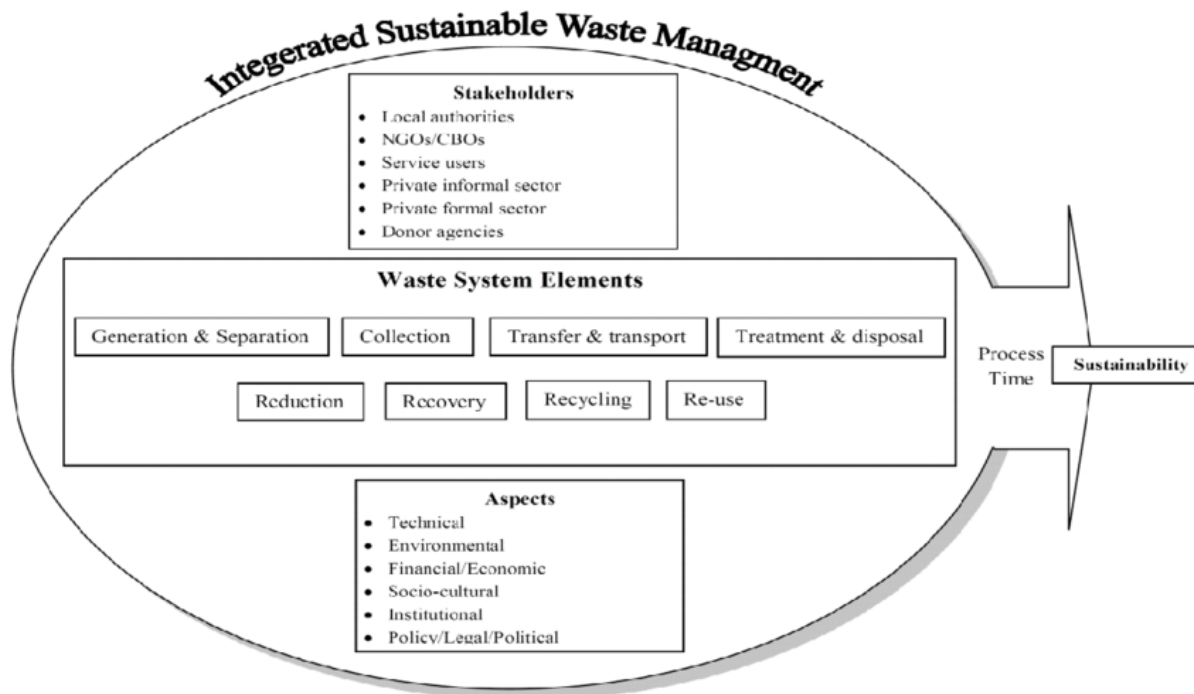 Integerated Sustainable Waste Managment
Stakeholders
• Local authorities
• NGOs/CBOs
• Service users
• Private informal sector
• Private formal sector
• Donor agencies
Waste System Elements
Generation & Separation
Collection
Transfer & transport
Treatment & disposal
Reduction
Recovery
Recycling
Re-use
Process
Time
Sustainability
Aspects
• Technical
• Environmental
• Financial/Economic
• Socio-cultural
• Institutional
• Policy/Legal/Political